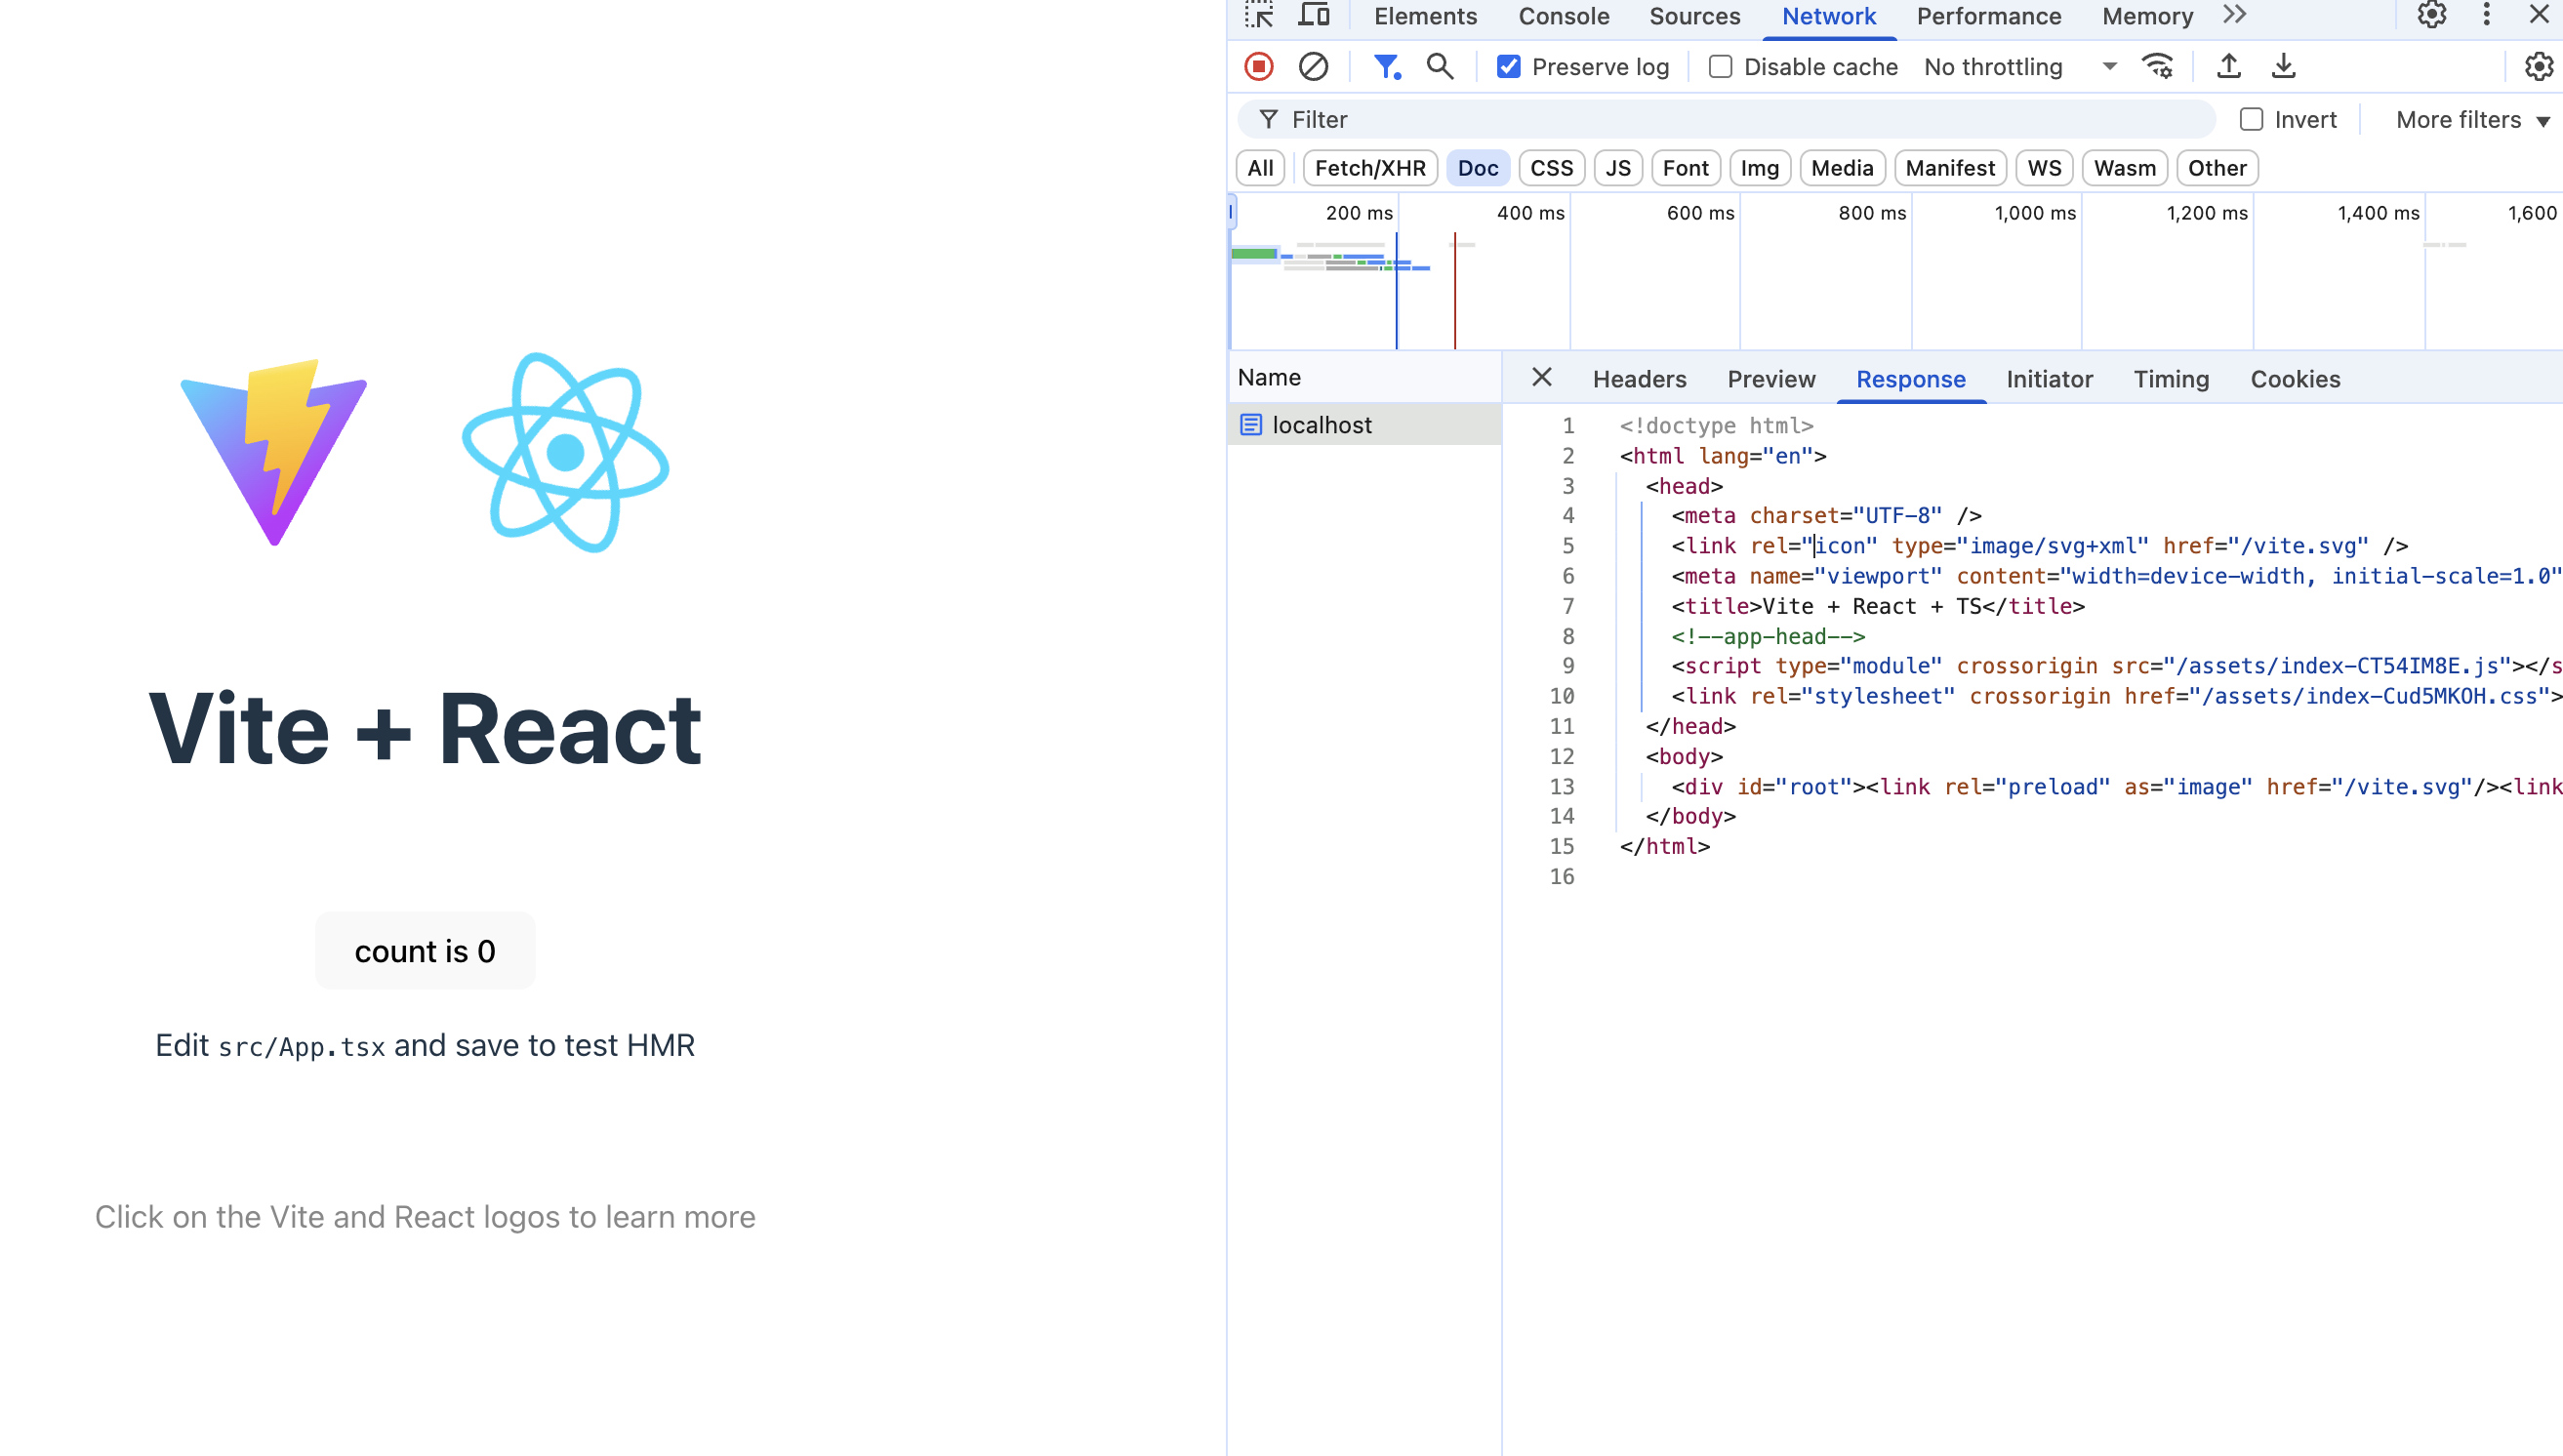 Vite + React
count is 0
Edit src/App.tsx and save to test HMR
Click on the Vite and React logos to learn more
Elements Console Sources Network Performance Memory
Preserve log Disable cache No throttling
Filter Invert More filters
All Fetch/XHR Doc CSS JS Font Img Media Manifest WS Wasm Other
200 ms 400 ms 600 ms 800 ms 1,000 ms 1,200 ms 1,400 ms 1,600
Name
localhost
Headers Preview Response Initiator Timing Cookies
1 <!doctype html>
2 <html lang="en">
3 <head>
4 <meta charset="UTF-8" />
5 <link rel="icon" type="image/svg+xml" href="/vite.svg" />
6 <meta name="viewport" content="width=device-width, initial-scale=1.0"
7 <title>Vite + React + TS</title>
8 <!--app-head-->
9 <script type="module" crossorigin src="/assets/index-CT54IM8E.js"></s
10 <link rel="stylesheet" crossorigin href="/assets/index-Cud5MKOH.css">
11 </head>
12 <body>
13 <div id="root"><link rel="preload" as="image" href="/vite.svg"/><link
14 </body>
15 </html>
16